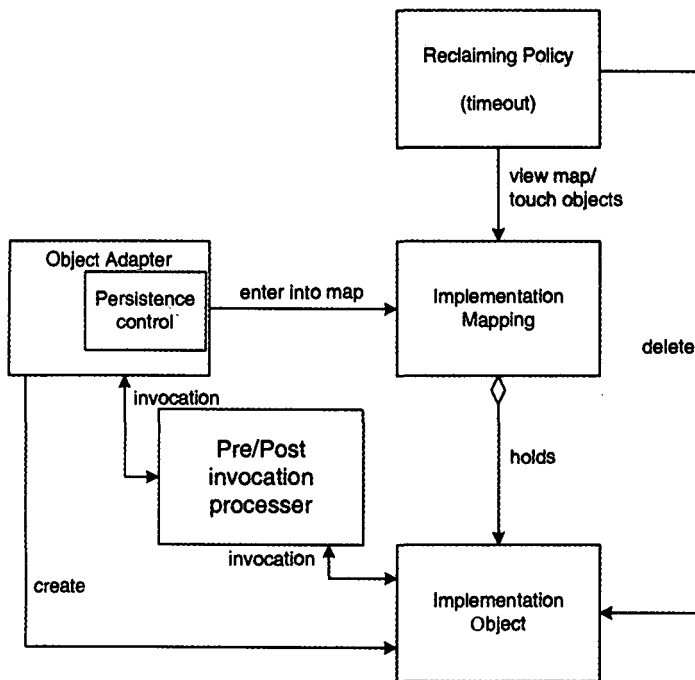 Reclaiming Policy
(timeout)
view map/
touch objects
Object Adapter
Persistence
control
enter into map
Implementation
Mapping
delete
invocation
Pre/Post
invocation
processer
holds
invocation
create
Implementation
Object